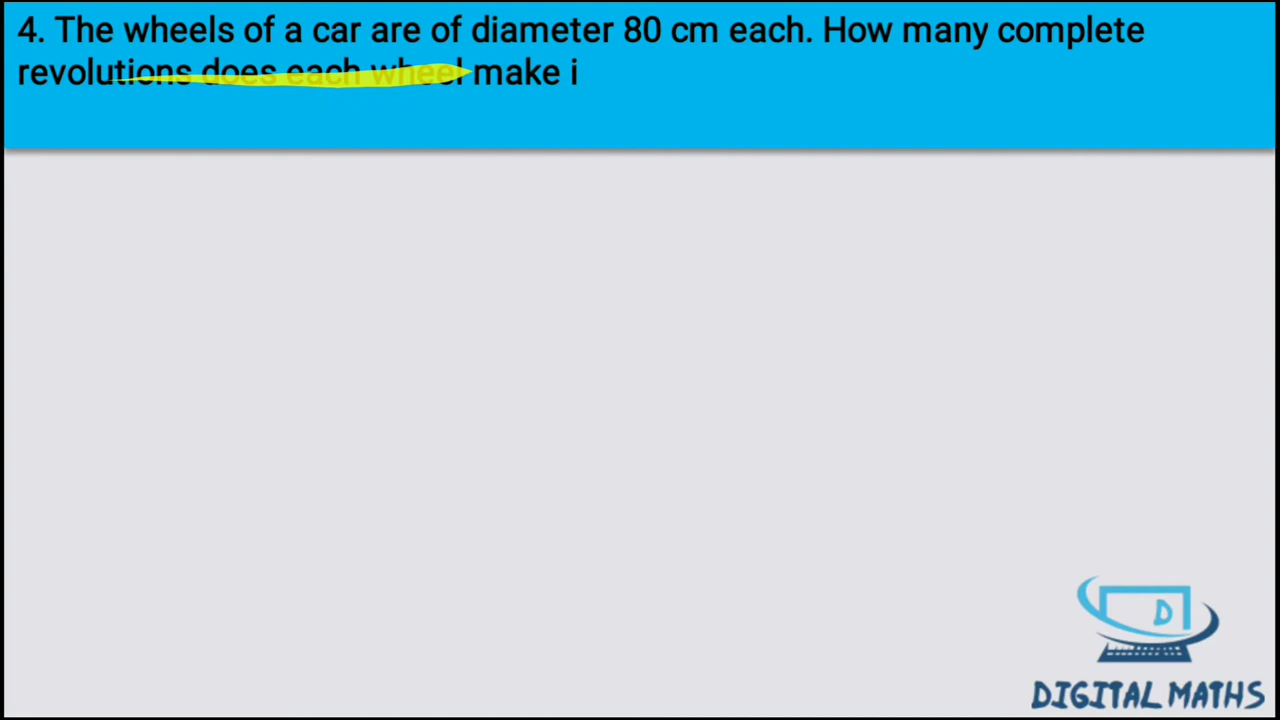 4. The wheels of a car are of diameter 80 cm each. How many complete
revolutions does each wheel make i
D
DIGITAL MATHS